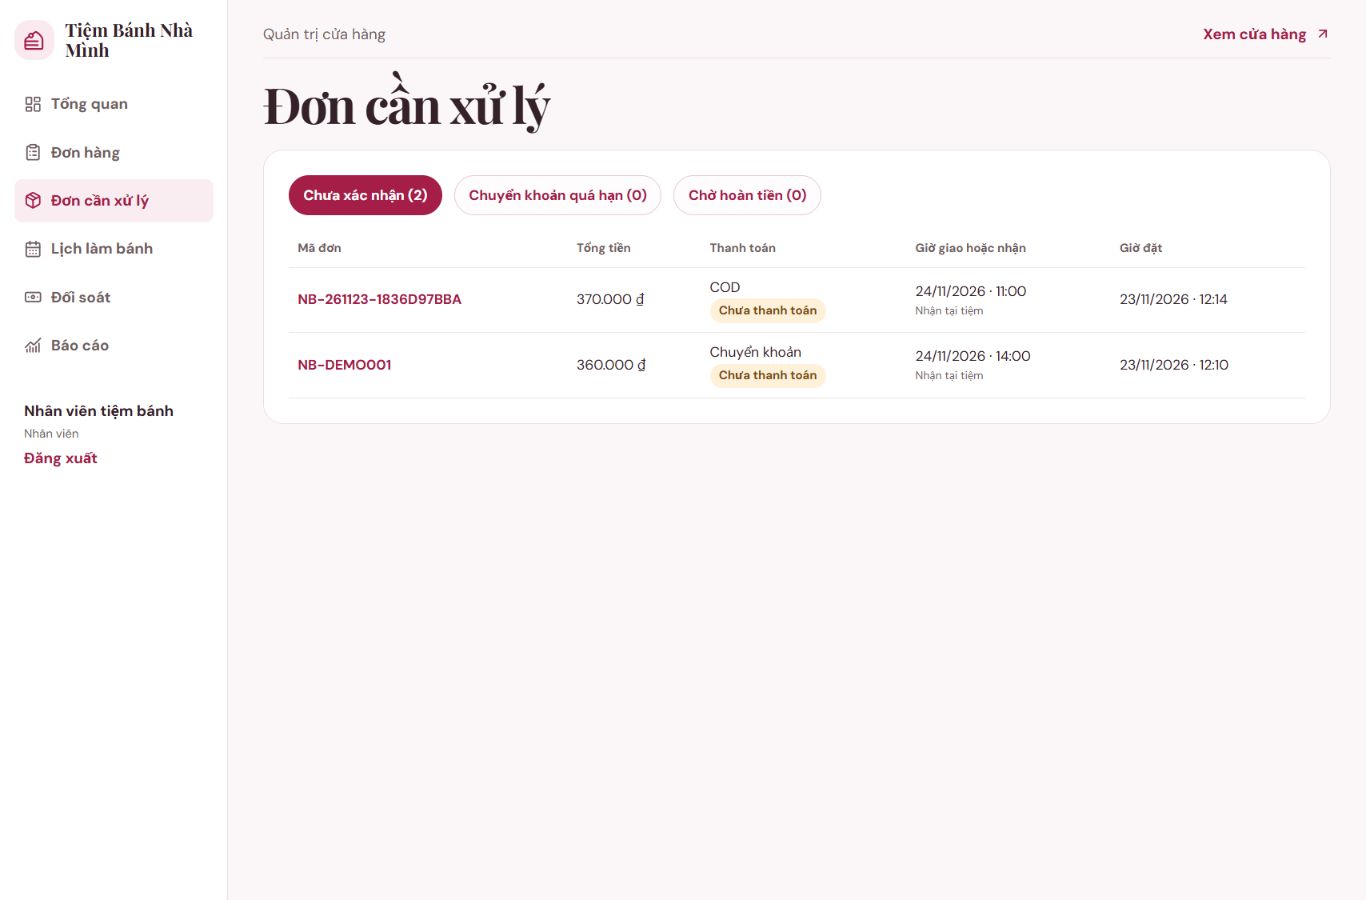 Tiệm Bánh Nhà
Mình
Tổng quan
Đơn hàng
Đơn cần xử lý
Lịch làm bánh
Đối soát
Báo cáo
Nhân viên tiệm bánh
Nhân viên
Đăng xuất
Quản trị cửa hàng
Xem cửa hàng
Đơn cần xử lý
Chưa xác nhận (2)
Chuyển khoản quá hạn (0)
Chờ hoàn tiền (0)
Mã đơn
Tổng tiền
Thanh toán
Giờ giao hoặc nhận
Giờ đặt
NB-261123-1836D97BBA
370.000 ₫
COD
Chưa thanh toán
24/11/2026 · 11:00
Nhận tại tiệm
23/11/2026 · 12:14
NB-DEMO001
360.000 ₫
Chuyển khoản
Chưa thanh toán
24/11/2026 · 14:00
Nhận tại tiệm
23/11/2026 · 12:10